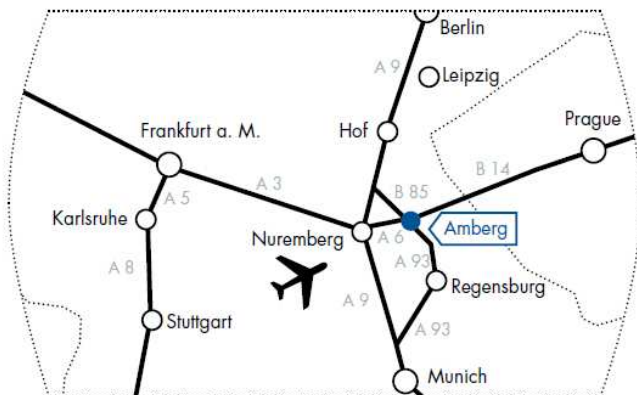 Berlin
A 9
Leipzig
Frankfurt a. M.
Hof
Prague
B 14
A 5
A 3
B 85
Karlsruhe
Nuremberg
A 6
Amberg
A 8
A 93
A 9
Regensburg
Stuttgart
A 93
Munich